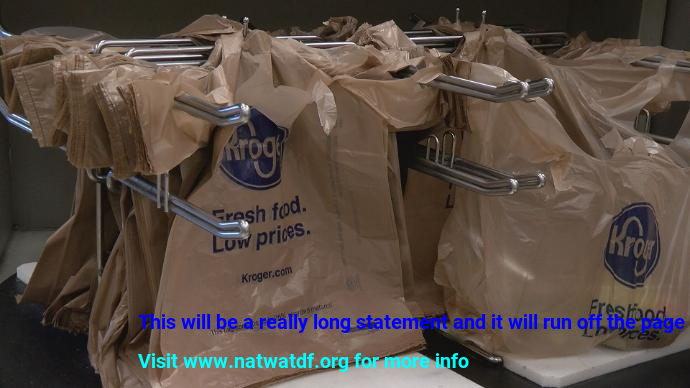 Kroger
Fresh food.
Low prices.
Kroger.com
Kroger
Fresh food.
Low prices.
This will be a really long statement and it will run off,the page
Visit www.natwatdf.org for more info